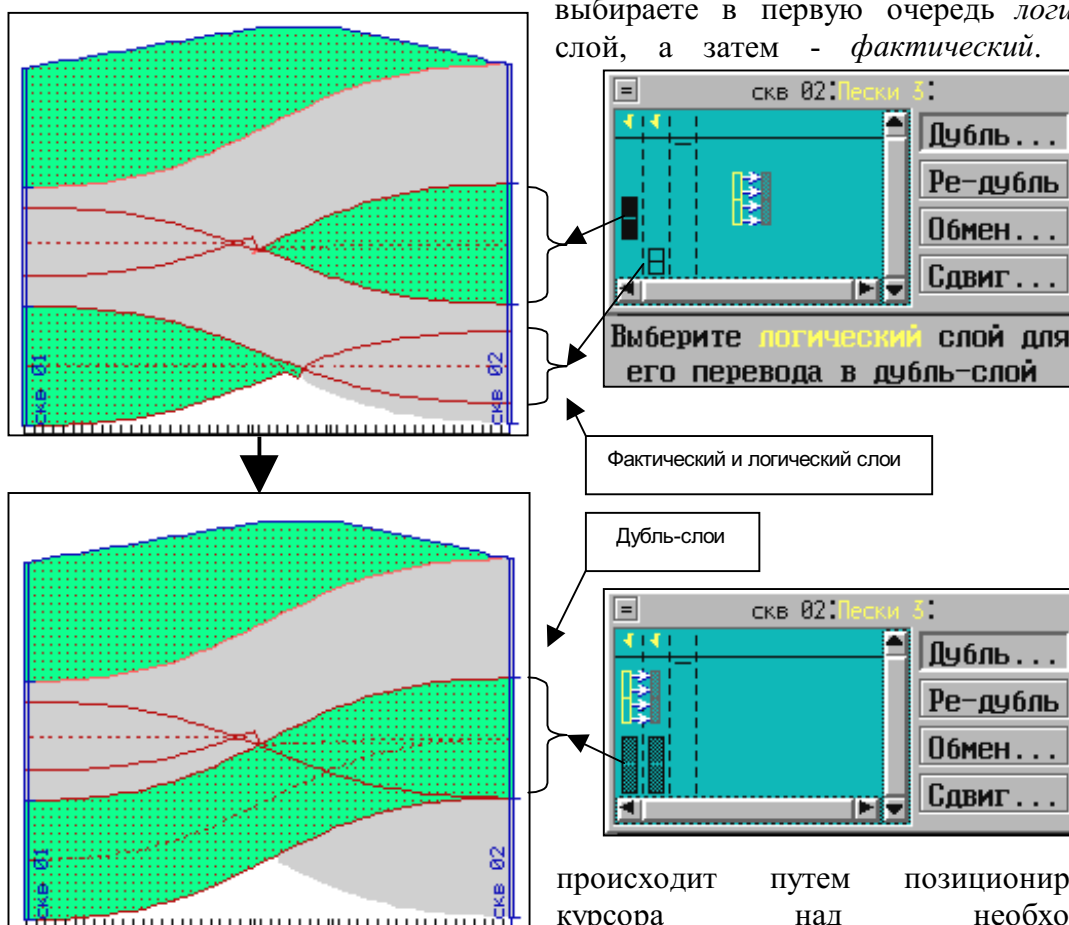 выбираете в первую очередь логи
слой, а затем - фактический.
скв 02:Пески 3:
Дубль...
Ре-дубль
Обмен...
Сдвиг...
Выберите логический слой для
его перевода в дубль-слой
скв 01
скв 02
Фактический и логический слои
Дубль-слои
скв 02:Пески 3:
Дубль...
Ре-дубль
Обмен...
Сдвиг...
скв 01
скв 02
происходит путем позиционир
курсора над необхо